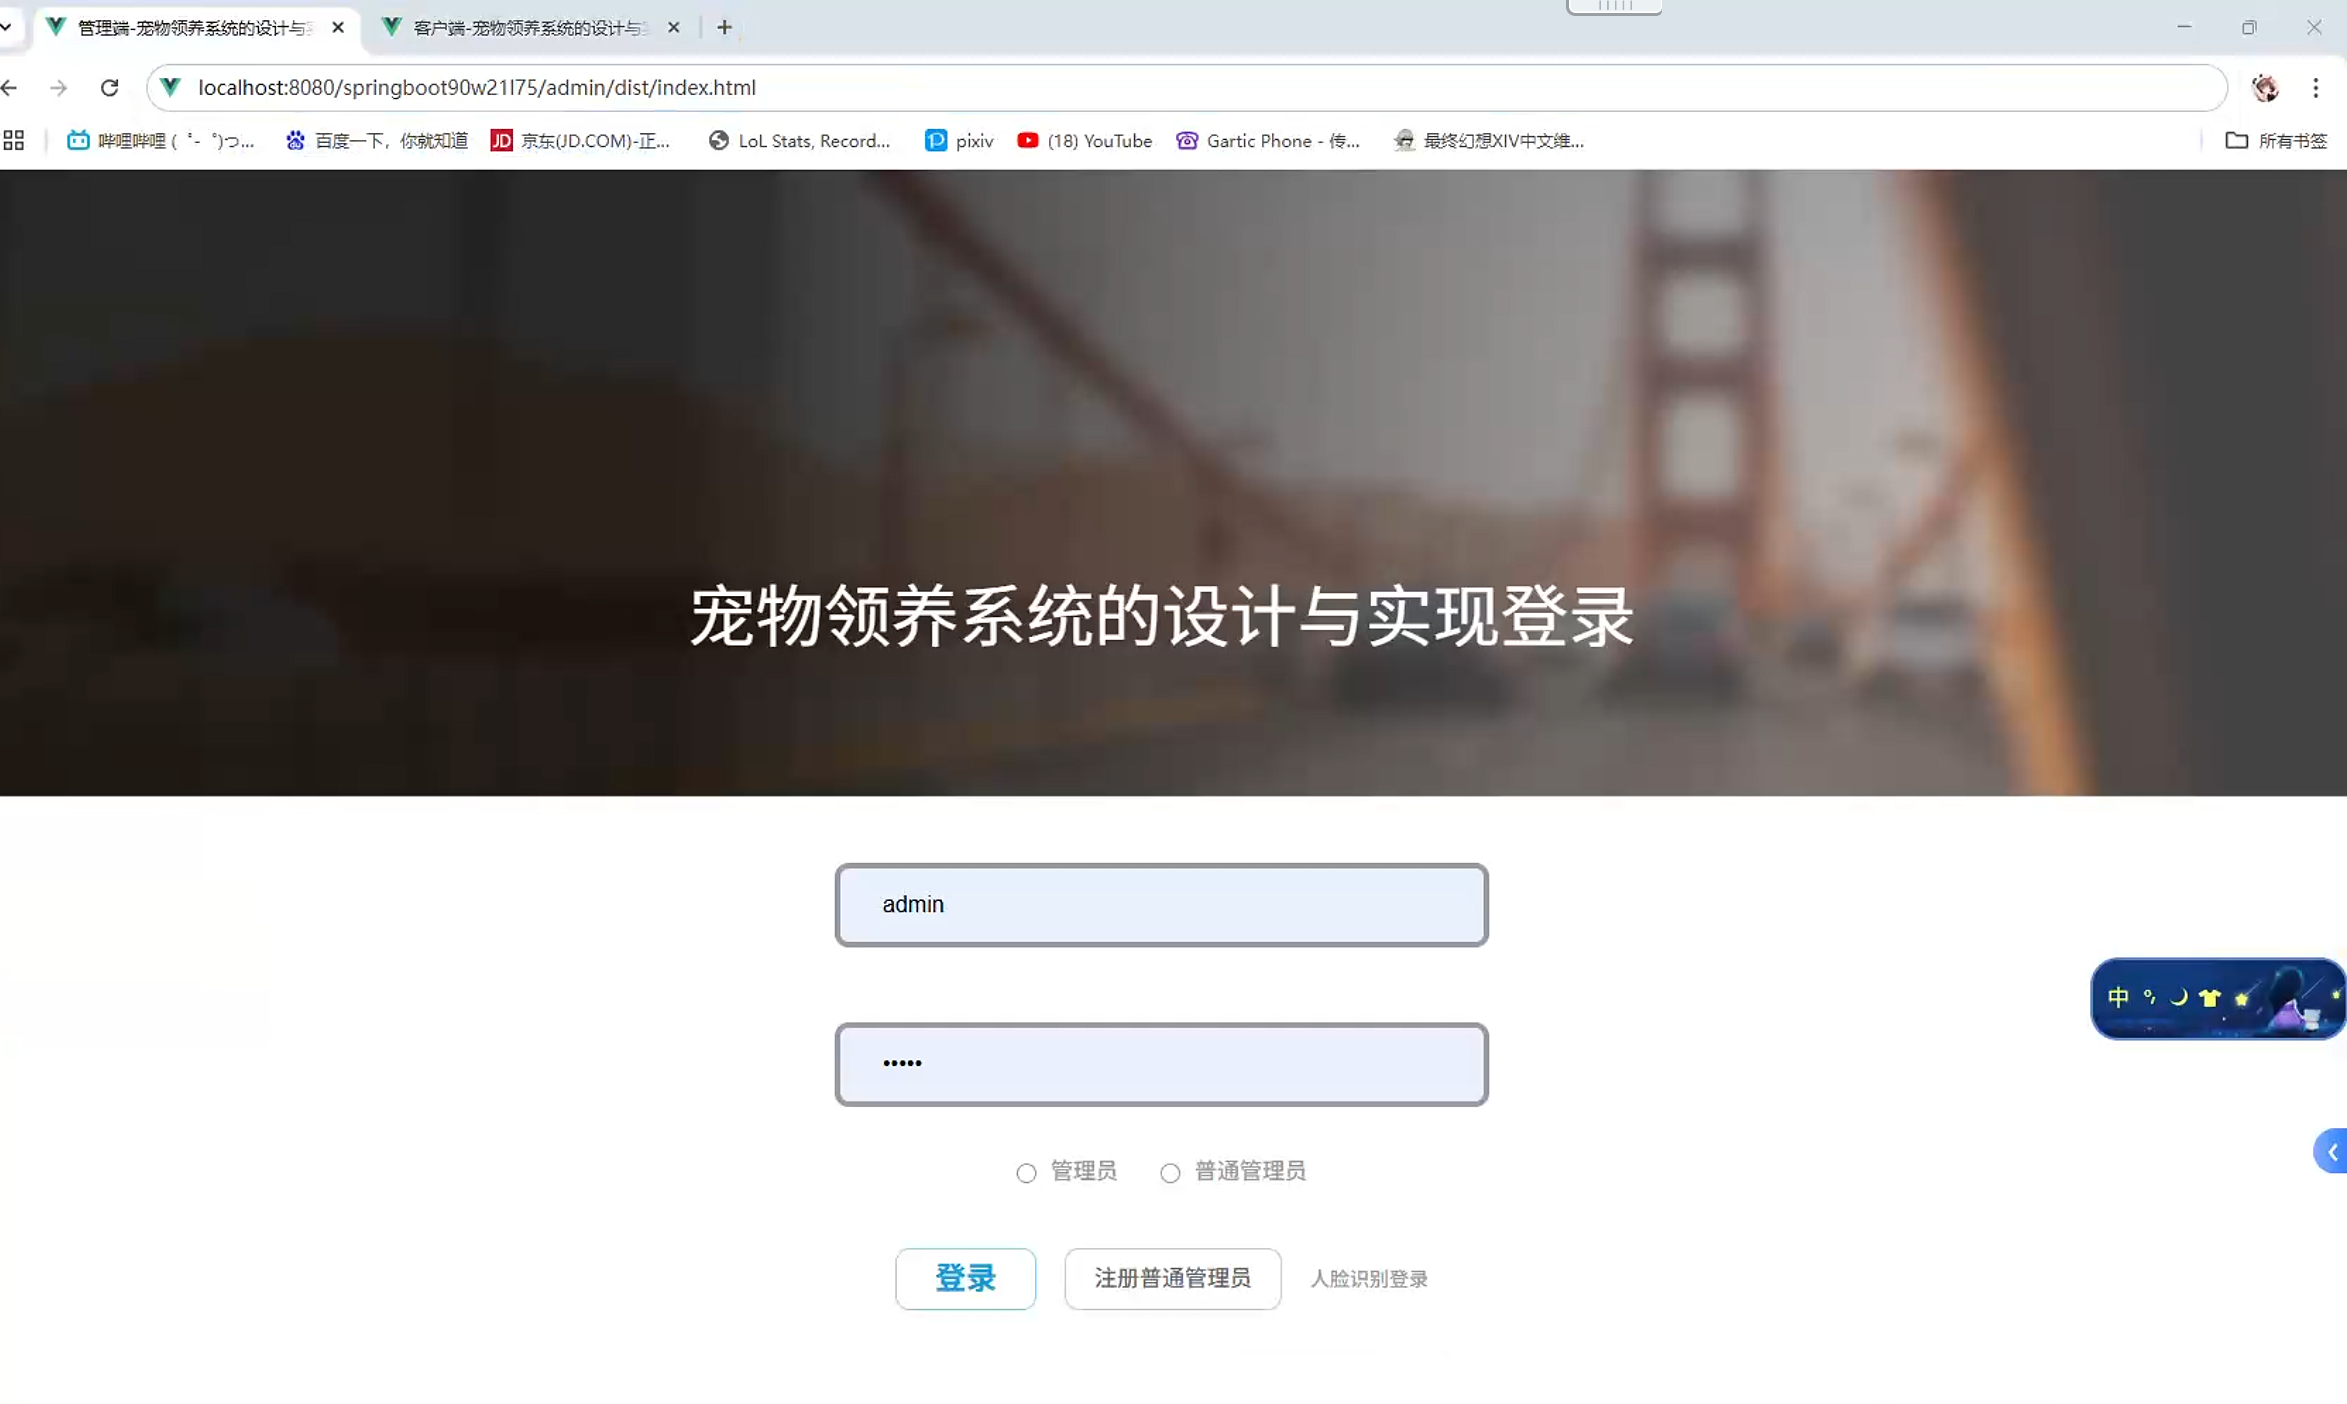 管理端-宠物领养系统的设计与
客户端-宠物领养系统的设计与
localhost:8080/springboot90w21l75/admin/dist/index.html
哔哩哔哩 ( ゜- ゜)つ...
百度一下，你就知道
JD 京东(JD.COM)-正...
LoL Stats, Record...
pixiv
(18) YouTube
Gartic Phone - 传...
最终幻想XIV中文维...
所有书签
宠物领养系统的设计与实现登录
admin
•••••
中
管理员
普通管理员
登录
注册普通管理员
人脸识别登录